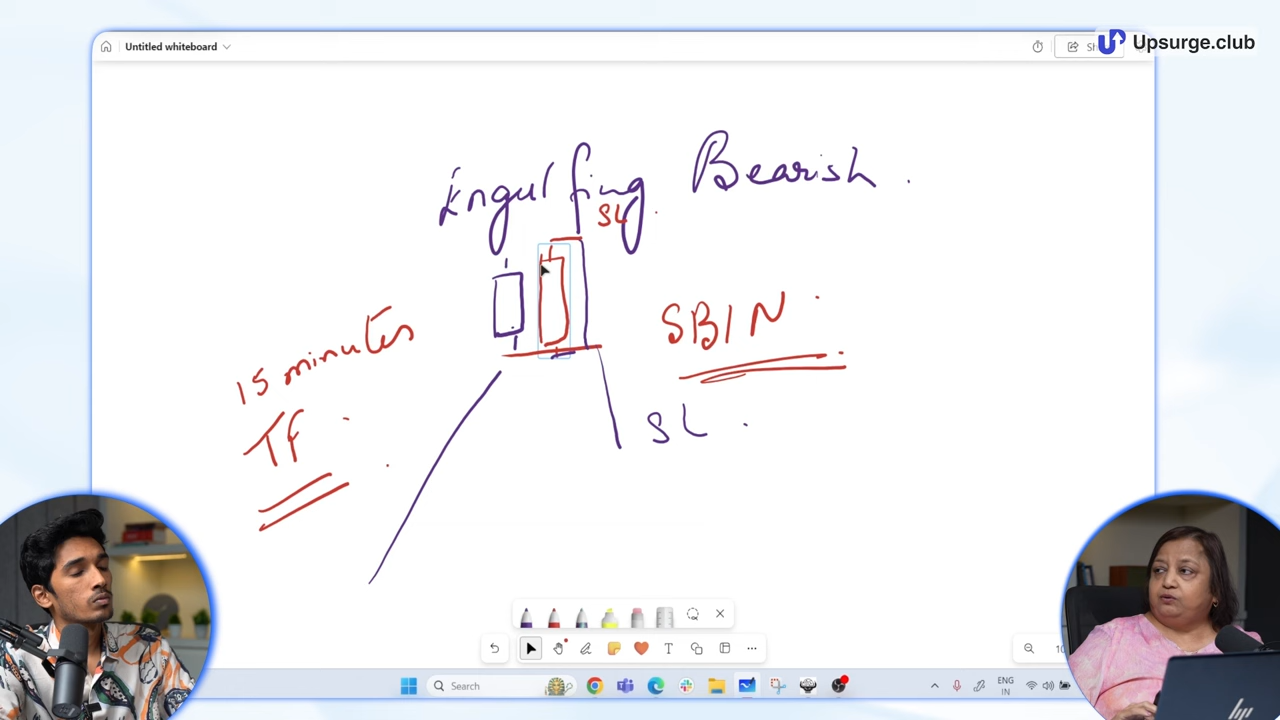 Untitled whiteboard
Upsurge.club
Engulfing Bearish .
SL
SBIN .
15 minutes
TF .
SL .
Search
ENG
IN